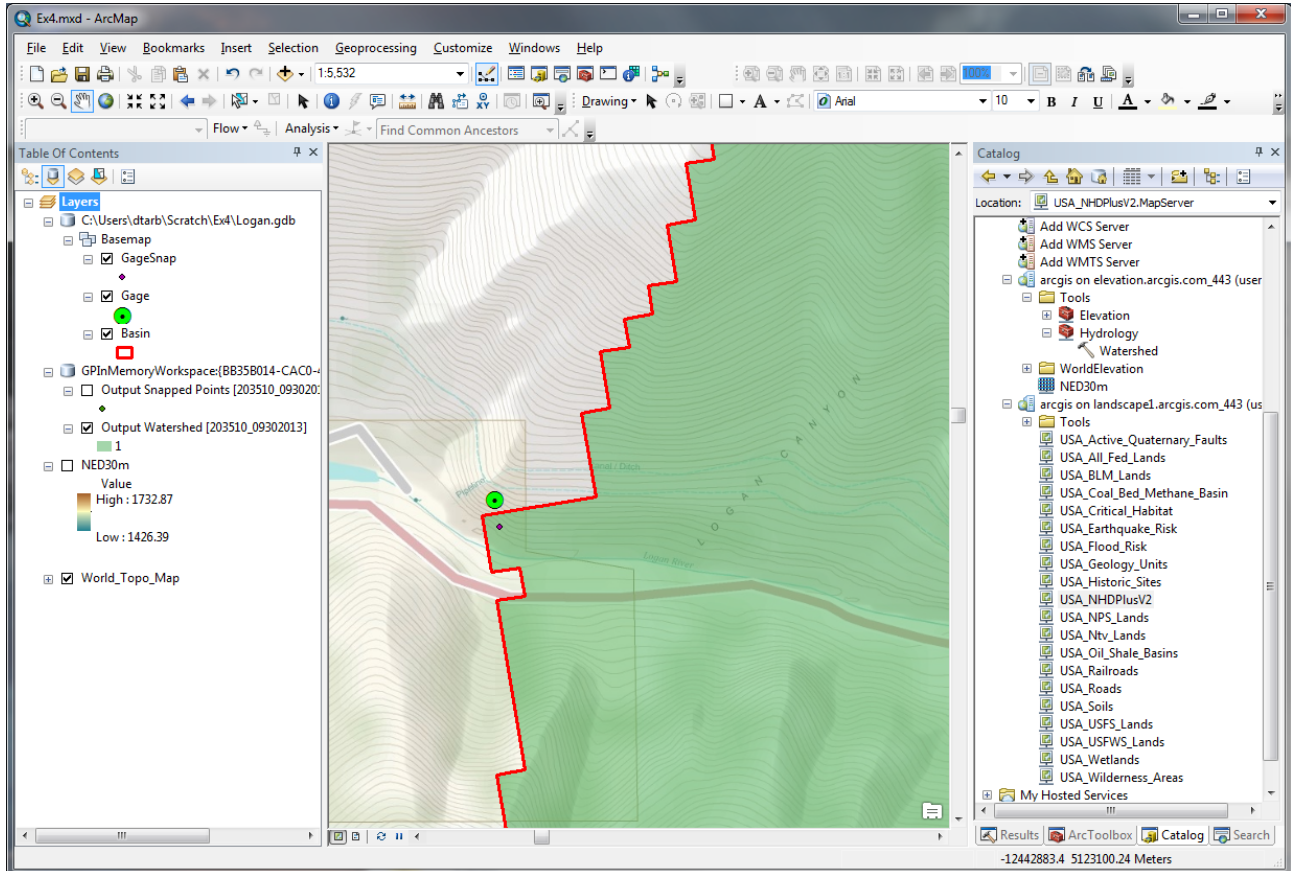 Ex4.mxd - ArcMap
File Edit View Bookmarks Insert Selection Geoprocessing Customize Windows Help
1:5,532
100%
Drawing
A
Arial
10
B I U A
Flow
Analysis
Find Common Ancestors
Table Of Contents
Layers
C:\Users\dtarb\Scratch\Ex4\Logan.gdb
Basemap
GageSnap
Gage
Basin
GPInMemoryWorkspace:{BB35B014-CAC0-4
Output Snapped Points [203510_0930201
Output Watershed [203510_09302013]
1
NED30m
Value
High : 1732.87
Low : 1426.39
World_Topo_Map
Canal / Ditch
Pipeline
LOGAN CANYON
Logan River
Catalog
Location: USA_NHDPlusV2.MapServer
Add WCS Server
Add WMS Server
Add WMTS Server
arcgis on elevation.arcgis.com_443 (user
Tools
Elevation
Hydrology
Watershed
WorldElevation
NED30m
arcgis on landscape1.arcgis.com_443 (us
Tools
USA_Active_Quaternary_Faults
USA_All_Fed_Lands
USA_BLM_Lands
USA_Coal_Bed_Methane_Basin
USA_Critical_Habitat
USA_Earthquake_Risk
USA_Flood_Risk
USA_Geology_Units
USA_Historic_Sites
USA_NHDPlusV2
USA_NPS_Lands
USA_Ntv_Lands
USA_Oil_Shale_Basins
USA_Railroads
USA_Roads
USA_Soils
USA_USFS_Lands
USA_USFWS_Lands
USA_Wetlands
USA_Wilderness_Areas
My Hosted Services
Results ArcToolbox Catalog Search
-12442883.4 5123100.24 Meters